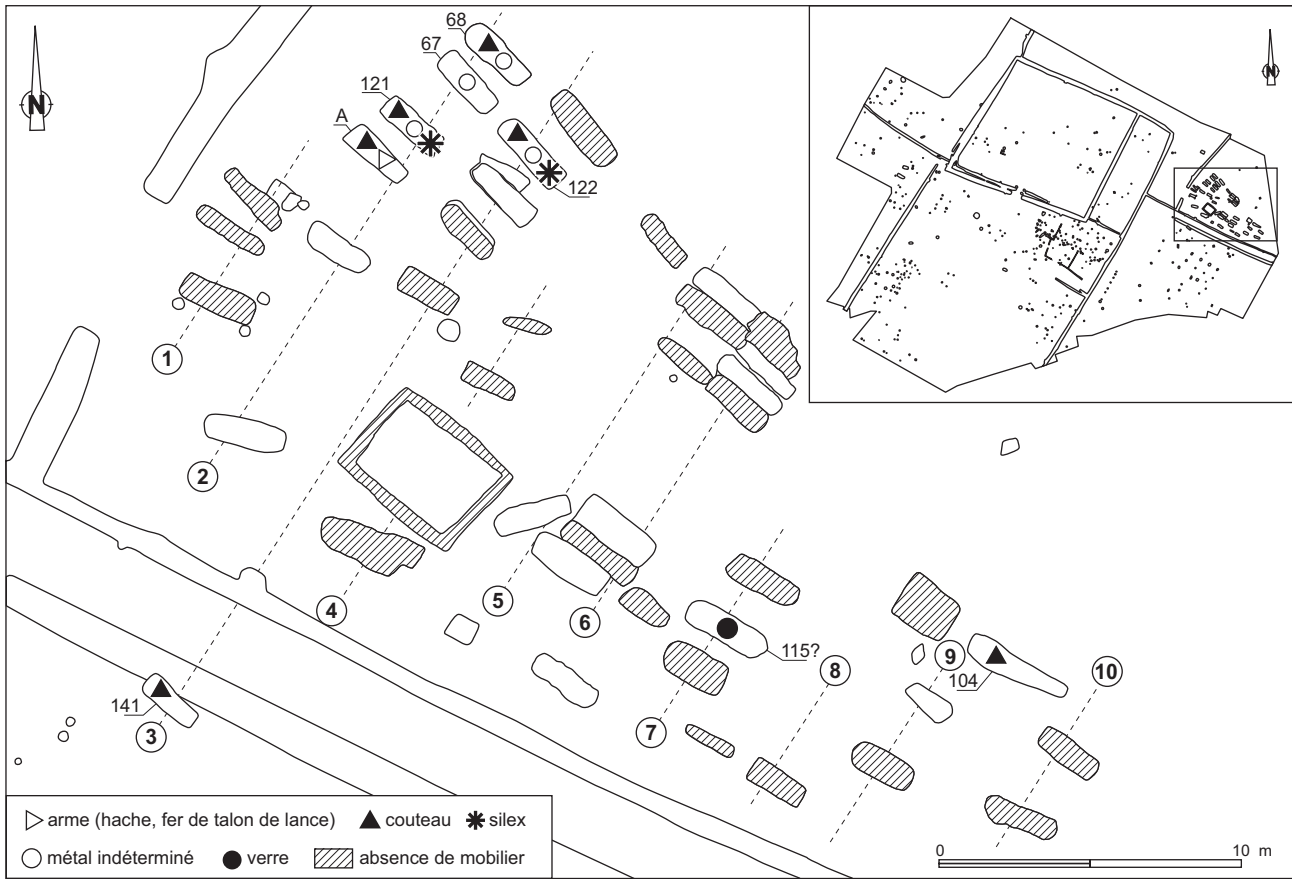 N
68
67
121
A
122
1
2
3
4
5
6
7
8
9
10
115?
104
141
arme (hache, fer de talon de lance)
couteau
silex
métal indéterminé
verre
absence de mobilier
0 10 m
N